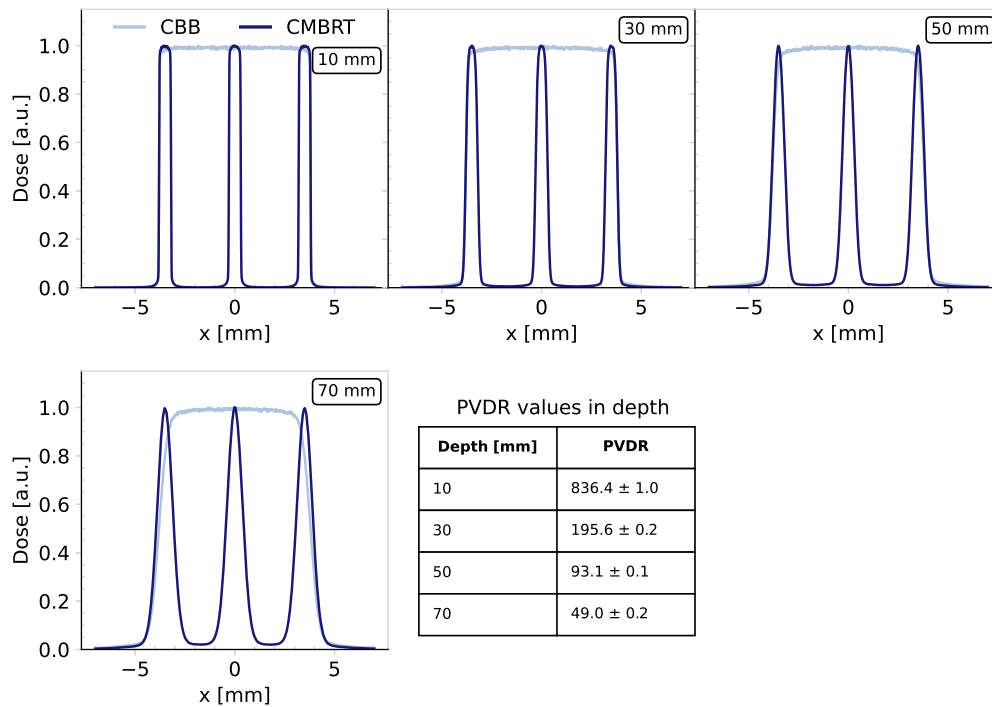 CBB CMBRT
10 mm
30 mm
50 mm
Dose [a.u.]
1.0
0.8
0.6
0.4
0.2
0.0
−5 0 5
−5 0 5
−5 0 5
x [mm]
x [mm]
x [mm]
70 mm
Dose [a.u.]
1.0
0.8
0.6
0.4
0.2
0.0
−5 0 5
x [mm]
PVDR values in depth
Depth [mm] PVDR
10 836.4 ± 1.0
30 195.6 ± 0.2
50 93.1 ± 0.1
70 49.0 ± 0.2